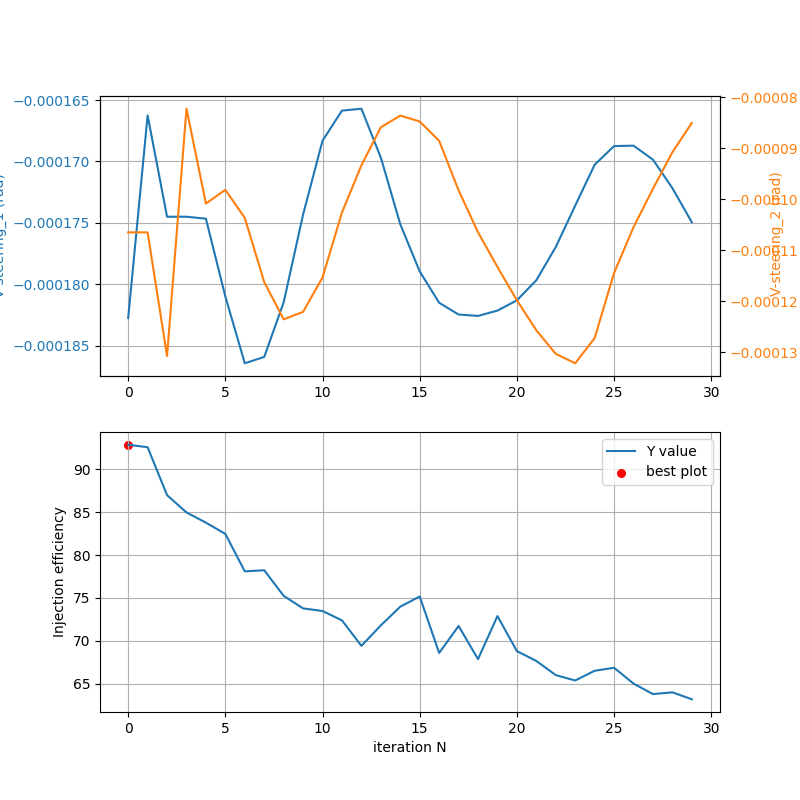 −0.000165
−0.000170
−0.000175
−0.000180
−0.000185
V-steering_1 (rad)
−0.00008
−0.00009
−0.00010
−0.00011
−0.00012
−0.00013
V-steering_2 (rad)
0 5 10 15 20 25 30
90
85
80
75
70
65
Injection efficiency
Y value
best plot
0 5 10 15 20 25 30
iteration N